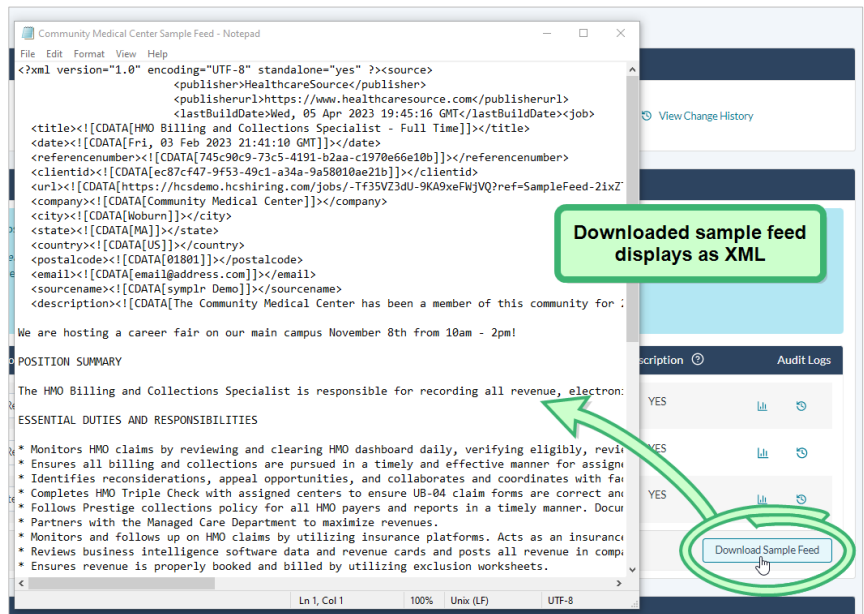 Community Medical Center Sample Feed - Notepad
File Edit Format View Help
<?xml version="1.0" encoding="UTF-8" standalone="yes" ?><source>
<publisher>HealthcareSource</publisher>
<publisherurl>https://www.healthcaresource.com</publisherurl>
<lastBuildDate>Wed, 05 Apr 2023 19:45:16 GMT</lastBuildDate><job>
<title><![CDATA[HMO Billing and Collections Specialist - Full Time]]></title>
<date><![CDATA[Fri, 03 Feb 2023 21:41:10 GMT]]></date>
<referencenumber><![CDATA[745c90c9-73c5-4191-b2aa-c1970e66e10b]]></referencenumber>
<clientid><![CDATA[ec87cf47-9f53-49c1-a34a-9a58010ae21b]]></clientid>
<url><![CDATA[https://hcsdemo.hcshiring.com/jobs/-Tf35VZ3dU-9KA9xeFWjVQ?ref=SampleFeed-2ixZ
<company><![CDATA[Community Medical Center]]></company>
<city><![CDATA[Woburn]]></city>
<state><![CDATA[MA]]></state>
<country><![CDATA[US]]></country>
<postalcode><![CDATA[01801]]></postalcode>
<email><![CDATA[email@address.com]]></email>
<sourcename><![CDATA[symplr Demo]]></sourcename>
<description><![CDATA[The Community Medical Center has been a member of this community for
We are hosting a career fair on our main campus November 8th from 10am - 2pm!
POSITION SUMMARY
The HMO Billing and Collections Specialist is responsible for recording all revenue,
ESSENTIAL DUTIES AND RESPONSIBILITIES
* Monitors HMO claims by reviewing and clearing HMO dashboard daily, verifying eligibly,
* Ensures all billing and collections are pursued in a timely and effective manner for
* Identifies reconsiderations, appeal opportunities, and collaborates and coordinates with
* Completes HMO Triple Check with assigned centers to ensure UB-04 claim forms are correct
* Follows Prestige collections policy for all HMO payers and reports in a timely manner.
* Partners with the Managed Care Department to maximize revenues.
* Monitors and follows up on HMO claims by utilizing insurance platforms. Acts as an
* Reviews business intelligence software data and revenue cards and posts all revenue in
* Ensures revenue is properly booked and billed by utilizing exclusion worksheets.
Ln 1, Col 1 100% Unix (LF) UTF-8
View Change History
Downloaded sample feed
displays as XML
Audit Logs
YES
YES
YES
Download Sample Feed